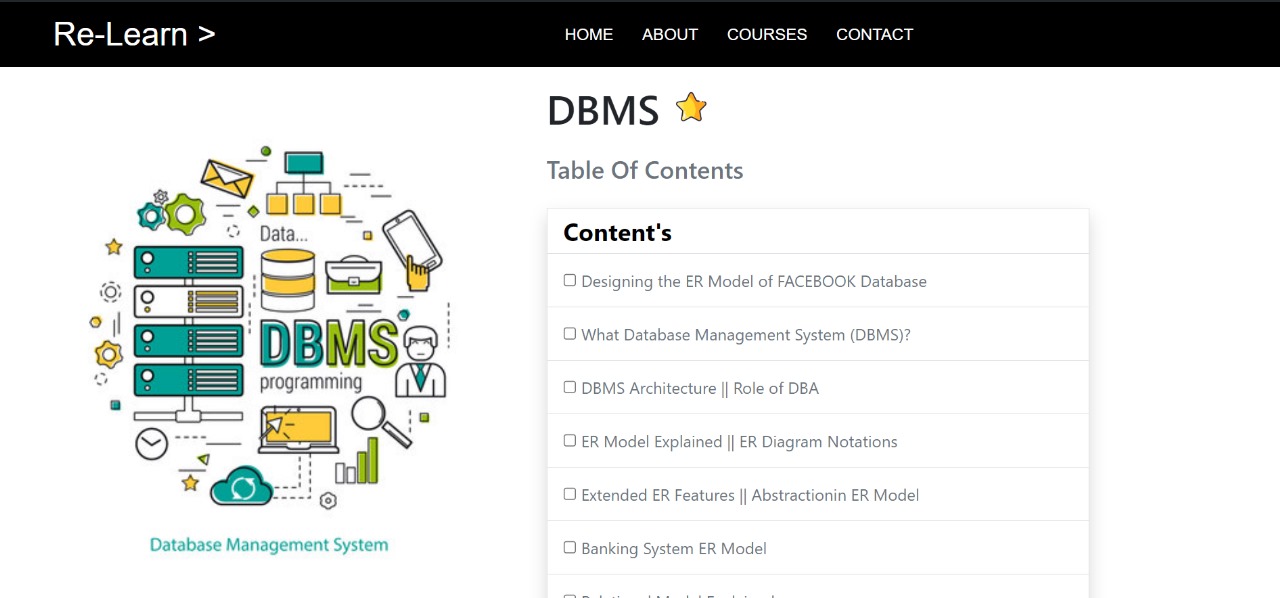 Re-Learn >
HOME ABOUT COURSES CONTACT
DBMS
Table Of Contents
Content's
Designing the ER Model of FACEBOOK Database
What Database Management System (DBMS)?
DBMS Architecture || Role of DBA
ER Model Explained || ER Diagram Notations
Extended ER Features || Abstractionin ER Model
Banking System ER Model
Data...
DBMS
programming
Database Management System